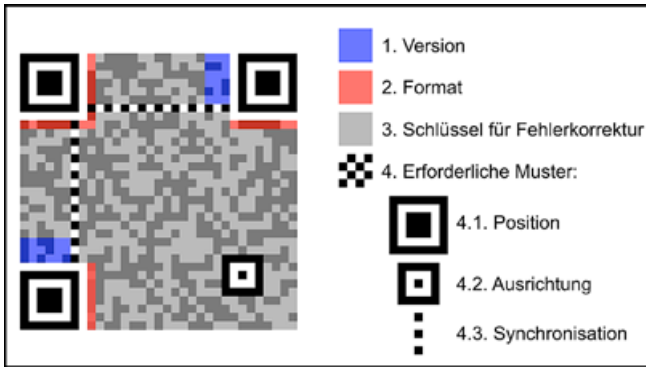 1. Version
2. Format
3. Schlüssel für Fehlerkorrektur
4. Erforderliche Muster:
4.1. Position
4.2. Ausrichtung
4.3. Synchronisation